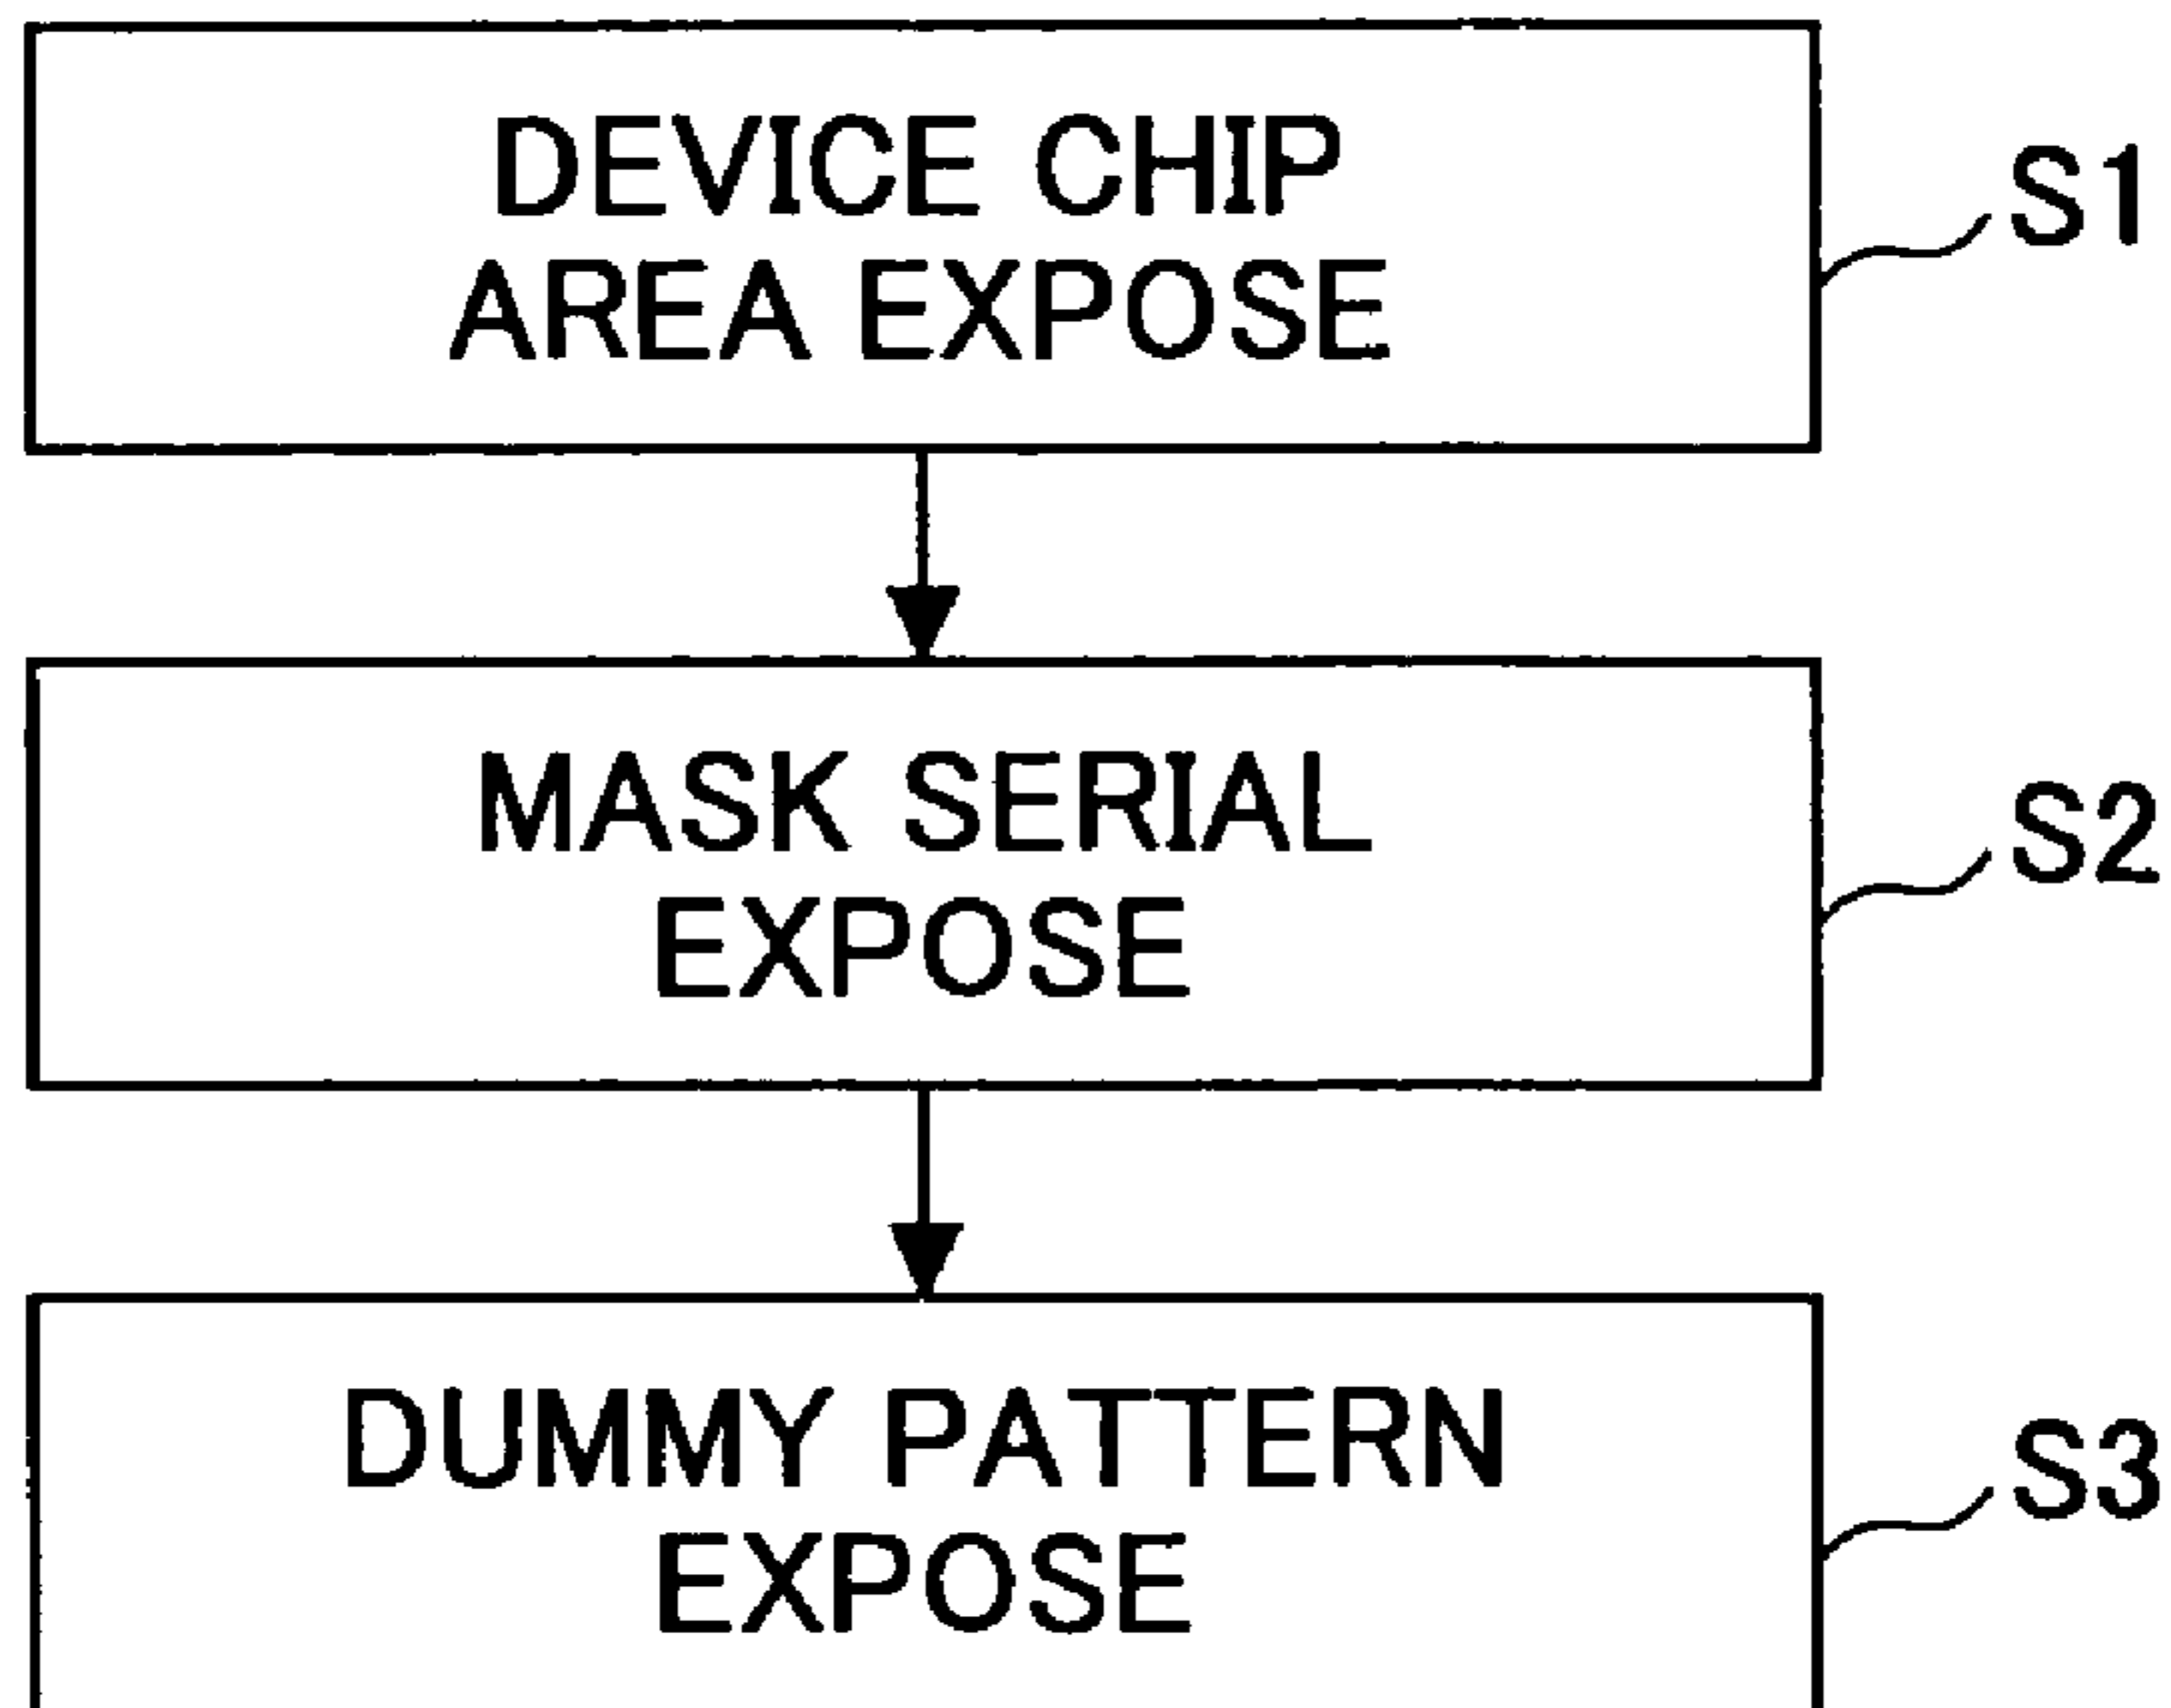 DEVICE CHIP
AREA EXPOSE
S1
MASK SERIAL
EXPOSE
S2
DUMMY PATTERN
EXPOSE
S3